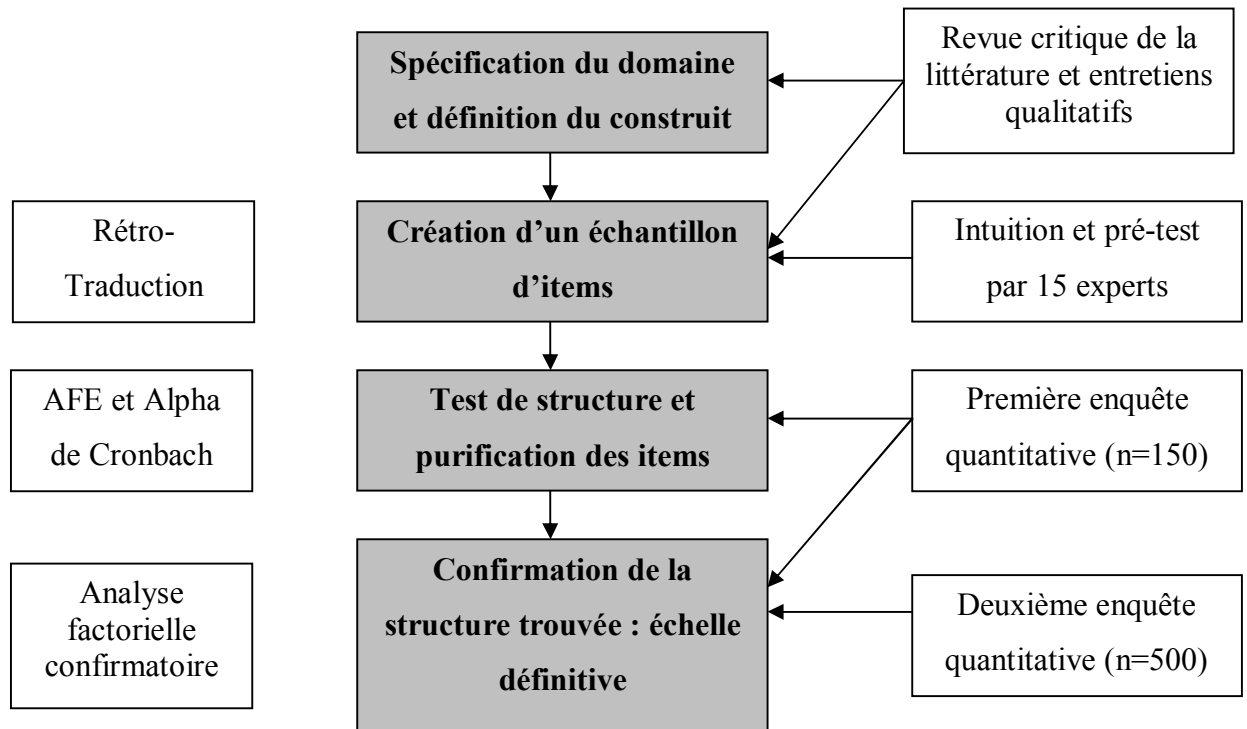 Spécification du domaine
et définition du construit
Revue critique de la
littérature et entretiens
qualitatifs
Rétro-
Traduction
Création d’un échantillon
d’items
Intuition et pré-test
par 15 experts
AFE et Alpha
de Cronbach
Test de structure et
purification des items
Première enquête
quantitative (n=150)
Analyse
factorielle
confirmatoire
Confirmation de la
structure trouvée : échelle
définitive
Deuxième enquête
quantitative (n=500)